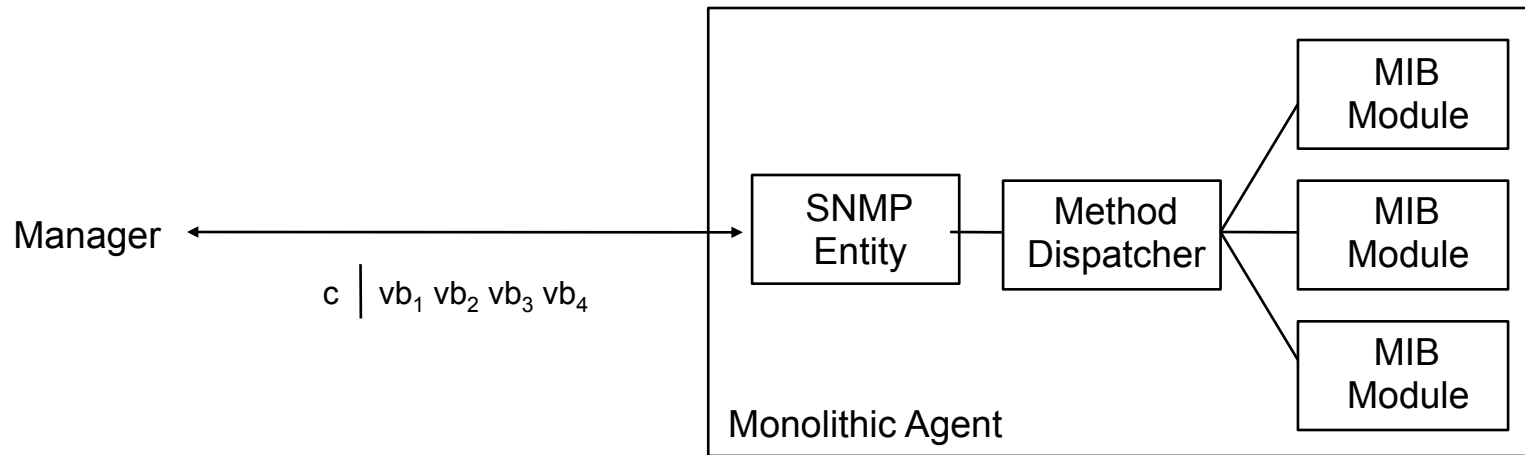 MIB
Module
SNMP
Entity
Method
Dispatcher
MIB
Module
Manager
c | vb₁ vb₂ vb₃ vb₄
MIB
Module
Monolithic Agent